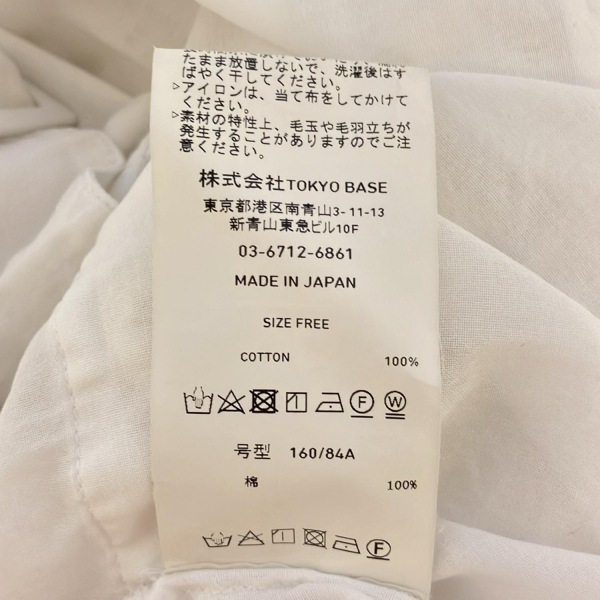 たまま放置しないで、洗濯後はす
ばやく干してください。
>アイロンは、当て布をしてかけて
ください。
>素材の特性上、毛玉や毛羽立ちが
発生することがありますのでご注
意ください。
株式会社TOKYO BASE
東京都港区南青山3-11-13
新青山東急ビル10F
03-6712-6861
MADE IN JAPAN
SIZE FREE
COTTON 100%
F W
号型 160/84A
棉 100%
F